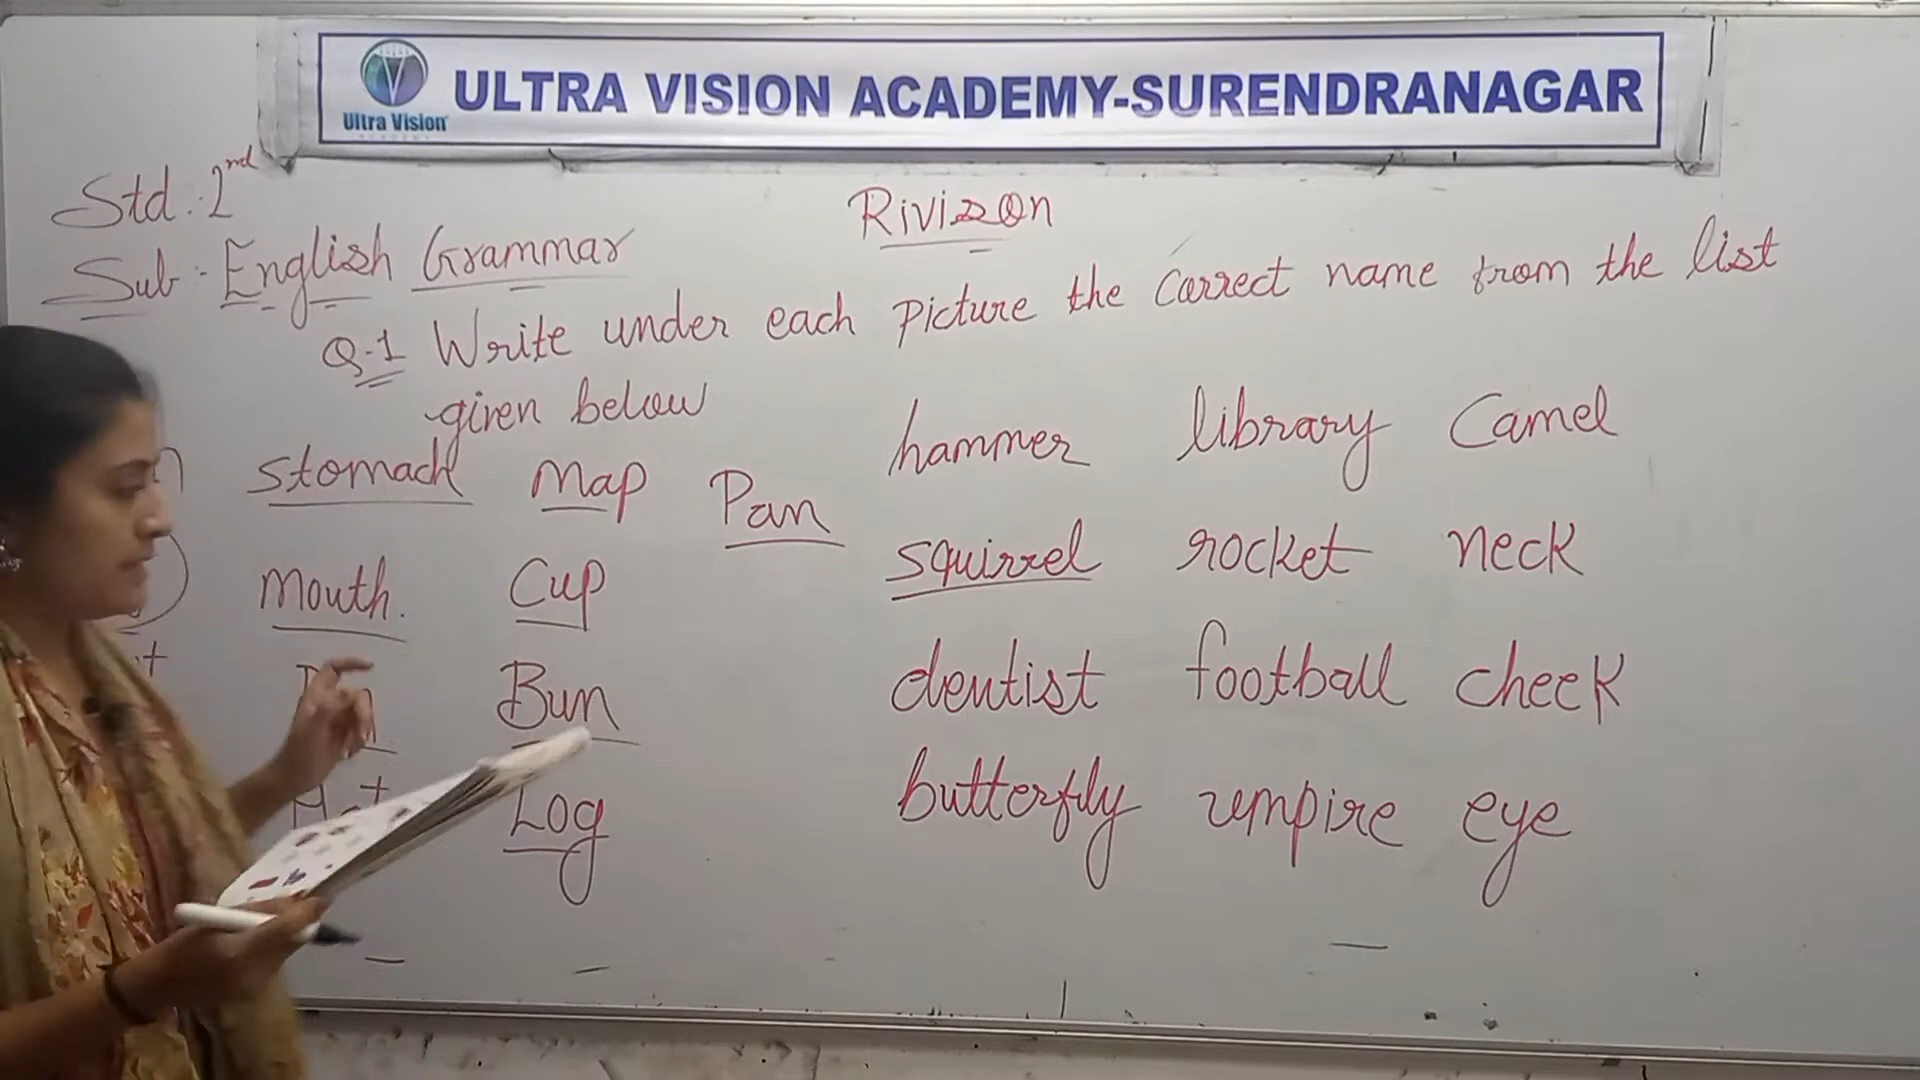 ULTRA VISION ACADEMY-SURENDRANAGAR
Ultra Vision
Std : 2nd
Rivizon
Sub :- English Grammar
Q-1 Write under each picture the correct name from the list
given below
stomach Map Pan
hammer library Camel
Mouth. Cup
squirrel rocket neck
Bun
dentist football cheek
Log
butterfly umpire eye